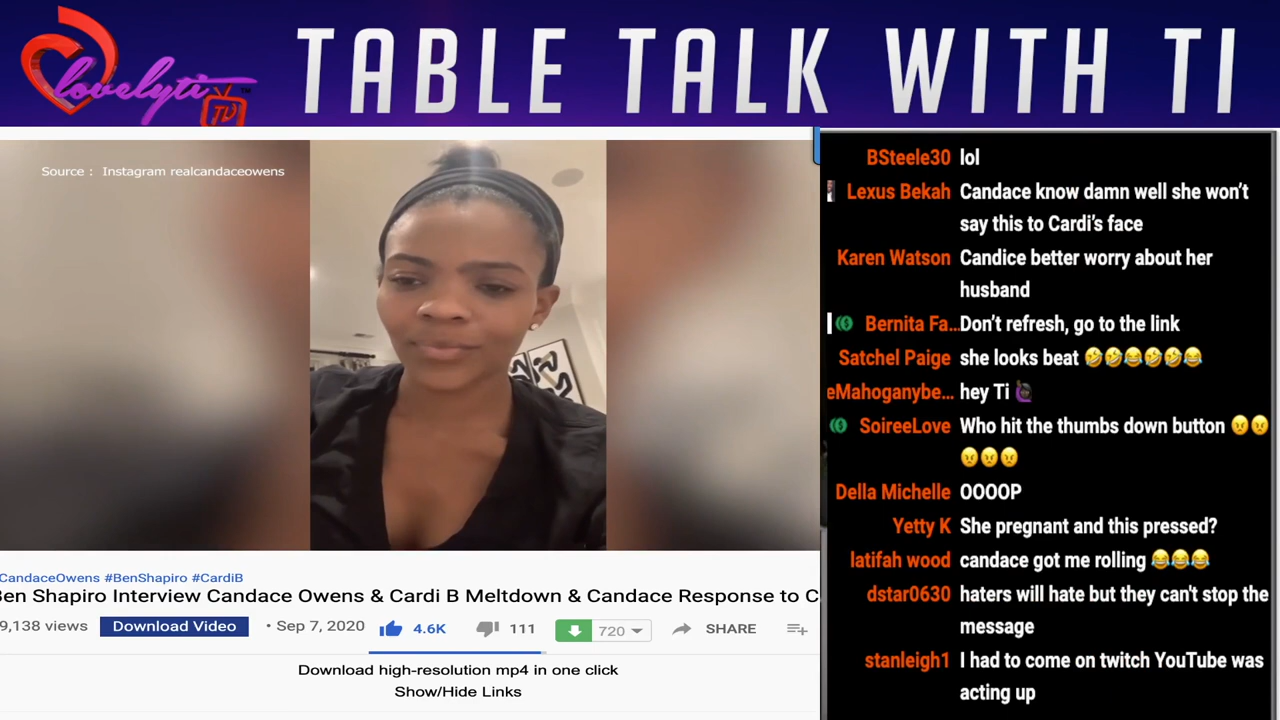 lovelyti TV ™
TABLE TALK WITH TI
Source : Instagram realcandaceowens
BSteele30 lol
Lexus Bekah Candace know damn well she won't
say this to Cardi's face
Karen Watson Candice better worry about her
husband
Bernita Fa… Don't refresh, go to the link
Satchel Paige she looks beat 🤣🤣😂🤣🤣😂
eMahoganybe… hey Ti 🙋🏿‍♀️
SoireeLove Who hit the thumbs down button 😠😠
😠😠😠
Della Michelle OOOOP
Yetty K She pregnant and this pressed?
latifah wood candace got me rolling 😂😂😂
dstar0630 haters will hate but they can't stop the
message
stanleigh1 I had to come on twitch YouTube was
acting up
CandaceOwens #BenShapiro #CardiB
Ben Shapiro Interview Candace Owens & Cardi B Meltdown & Candace Response to C
9,138 views Download Video • Sep 7, 2020 4.6K 111 720 SHARE
Download high-resolution mp4 in one click
Show/Hide Links